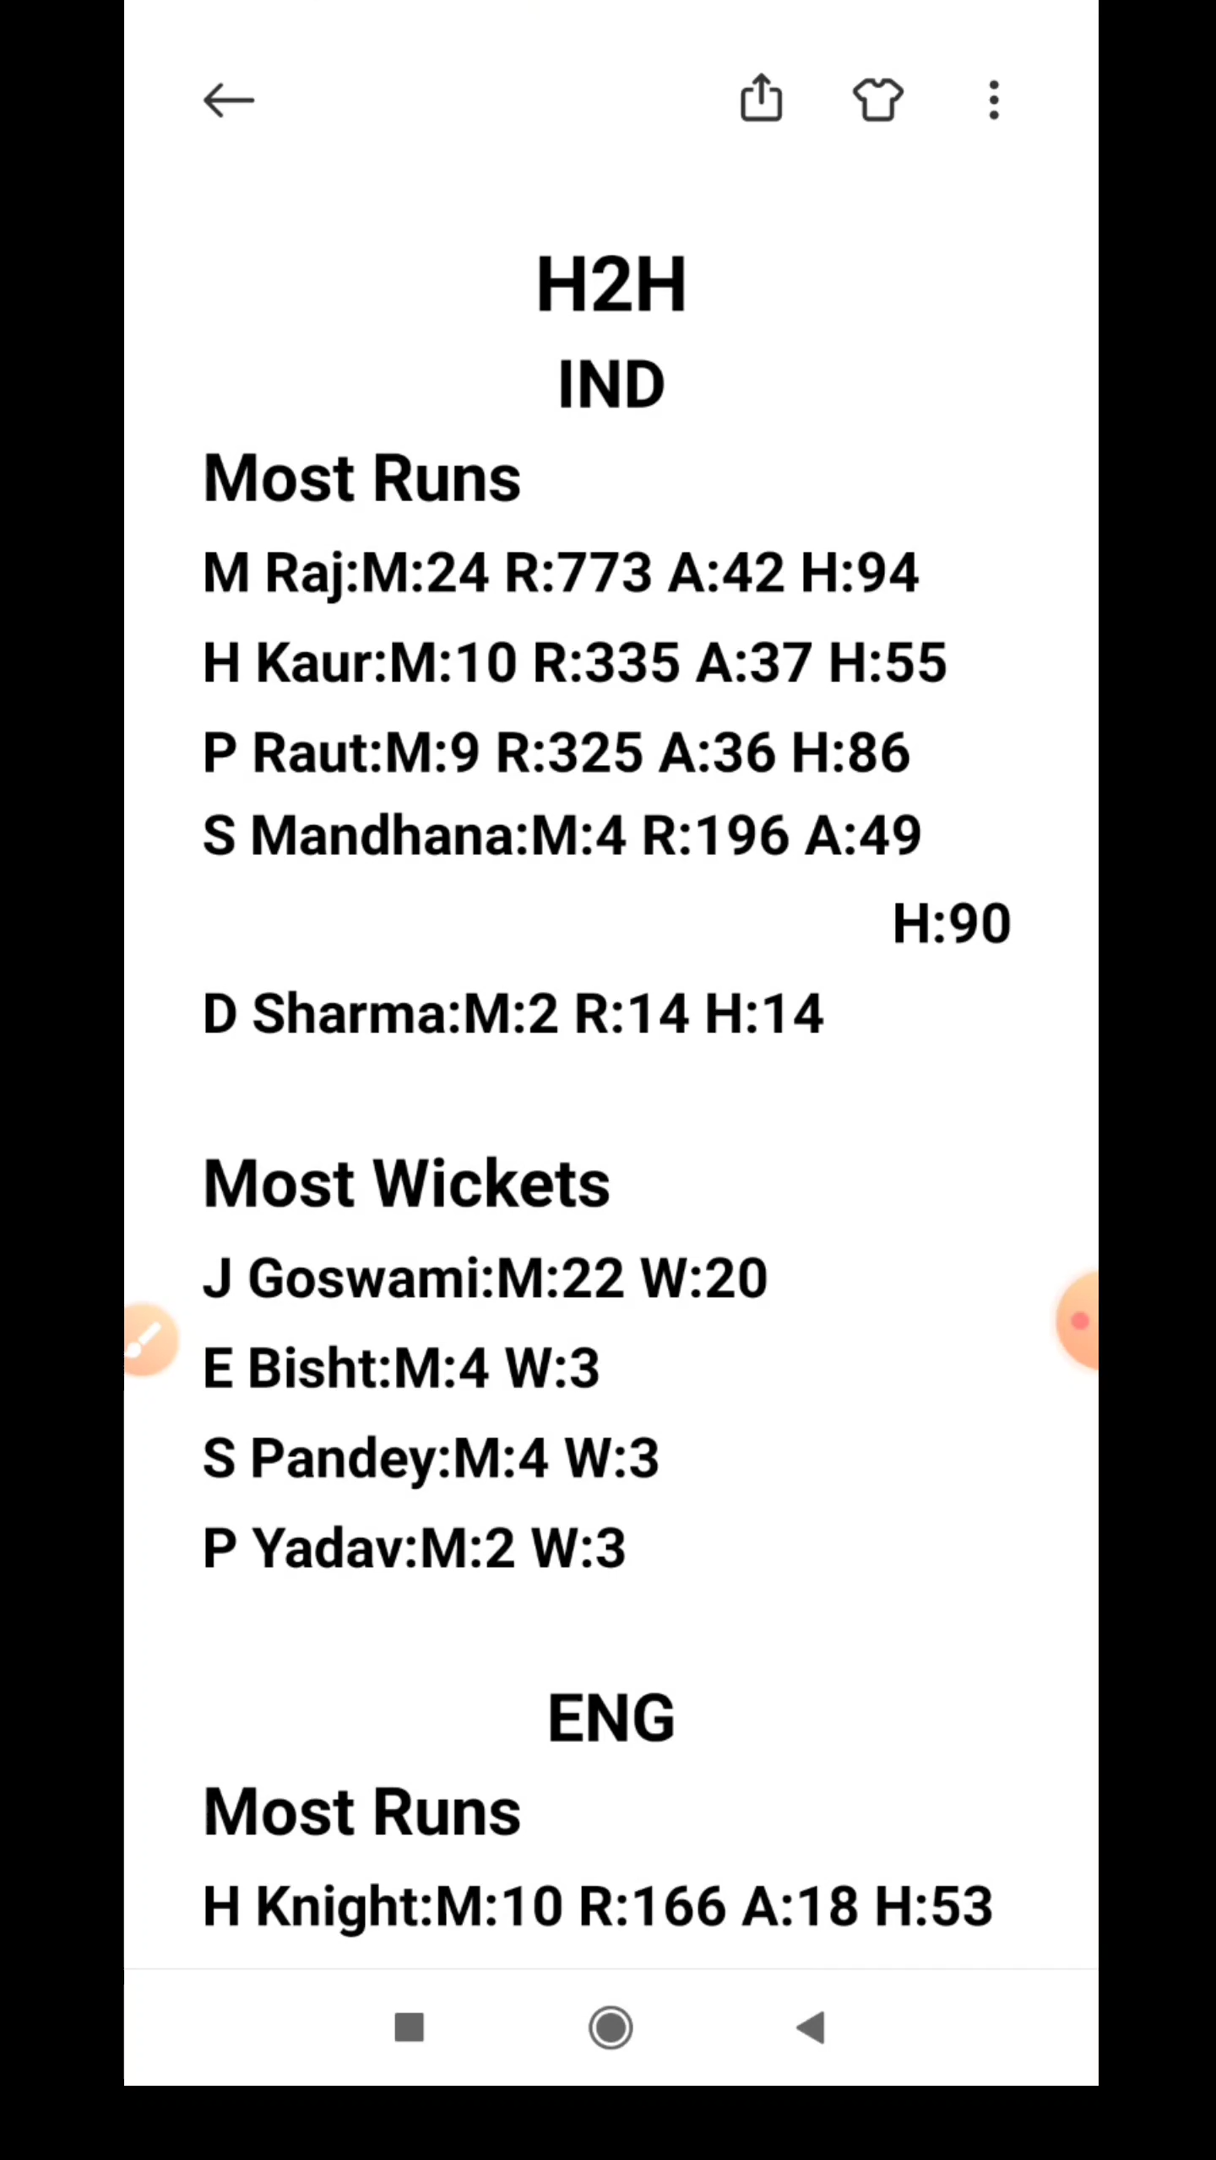 H2H
IND
Most Runs
M Raj:M:24 R:773 A:42 H:94
H Kaur:M:10 R:335 A:37 H:55
P Raut:M:9 R:325 A:36 H:86
S Mandhana:M:4 R:196 A:49
H:90
D Sharma:M:2 R:14 H:14
Most Wickets
J Goswami:M:22 W:20
E Bisht:M:4 W:3
S Pandey:M:4 W:3
P Yadav:M:2 W:3
ENG
Most Runs
H Knight:M:10 R:166 A:18 H:53